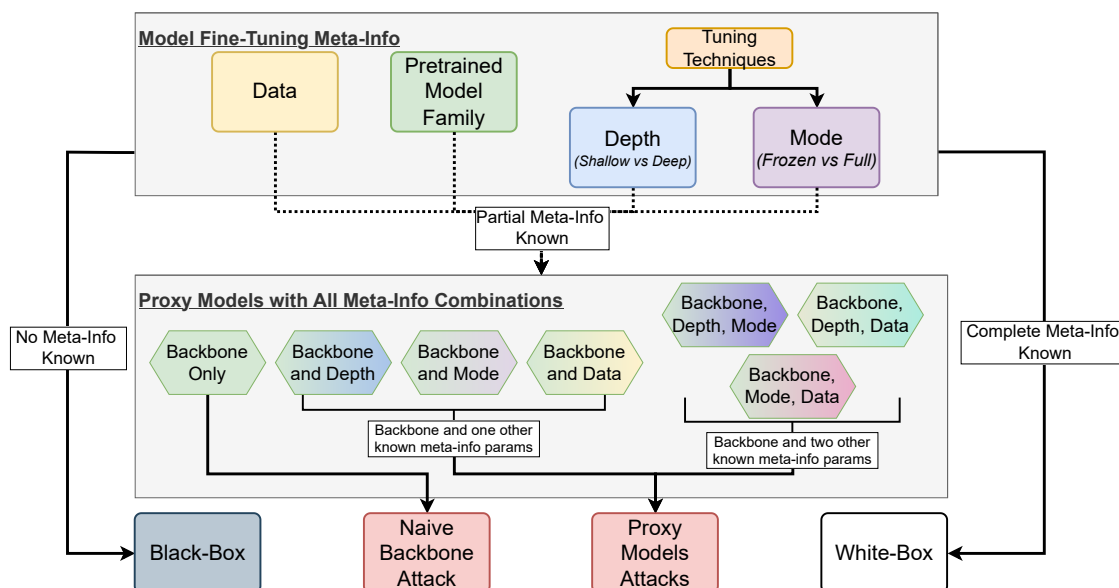 Model Fine-Tuning Meta-Info
Tuning
Techniques
Data
Pretrained
Model
Family
Depth
(Shallow vs Deep)
Mode
(Frozen vs Full)
Partial Meta-Info
Known
Proxy Models with All Meta-Info Combinations
No Meta-Info
Known
Complete Meta-Info
Known
Backbone
Only
Backbone
and Depth
Backbone
and Mode
Backbone
and Data
Backbone,
Depth, Mode
Backbone,
Depth, Data
Backbone,
Mode, Data
Backbone and one other
known meta-info params
Backbone and two other
known meta-info params
Black-Box
Naive
Backbone
Attack
Proxy
Models
Attacks
White-Box